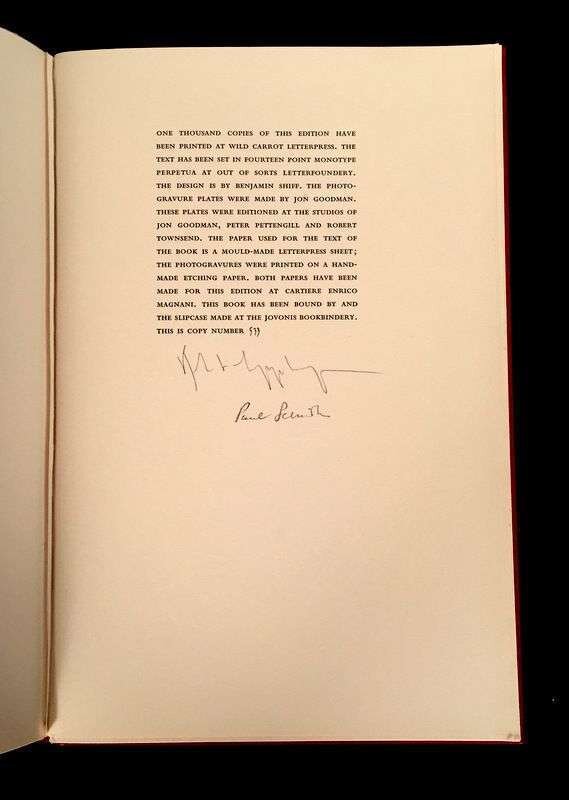 ONE THOUSAND COPIES OF THIS EDITION HAVE
BEEN PRINTED AT WILD CARROT LETTERPRESS. THE
TEXT HAS BEEN SET IN FOURTEEN POINT MONOTYPE
PERPETUA AT OUT OF SORTS LETTERFOUNDERY.
THE DESIGN IS BY BENJAMIN SHIFF. THE PHOTO-
GRAVURE PLATES WERE MADE BY JON GOODMAN.
THESE PLATES WERE EDITIONED AT THE STUDIOS OF
JON GOODMAN, PETER PETTENGILL AND ROBERT
TOWNSEND. THE PAPER USED FOR THE TEXT OF
THE BOOK IS A MOULD-MADE LETTERPRESS SHEET;
THE PHOTOGRAVURES WERE PRINTED ON A HAND-
MADE ETCHING PAPER. BOTH PAPERS HAVE BEEN
MADE FOR THIS EDITION AT CARTIERE ENRICO
MAGNANI. THIS BOOK HAS BEEN BOUND BY AND
THE SLIPCASE MADE AT THE JOVONIS BOOKBINDERY.
THIS IS COPY NUMBER
Paul Schmidt